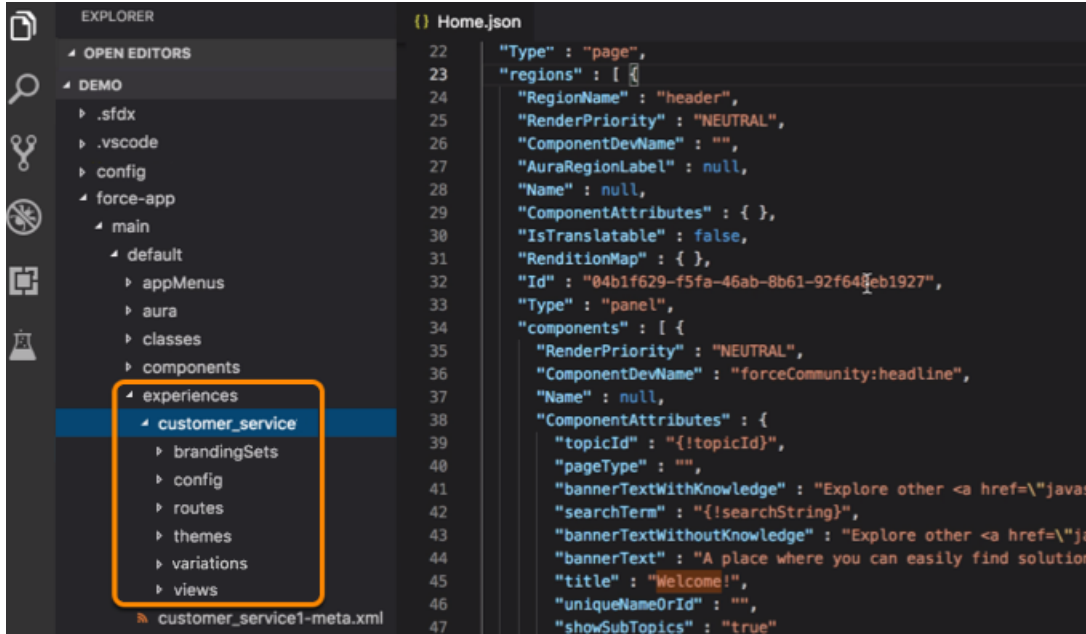 EXPLORER
OPEN EDITORS
DEMO
.sfdx
.vscode
config
force-app
main
default
appMenus
aura
classes
components
experiences
customer_service
brandingSets
config
routes
themes
variations
views
customer_service1-meta.xml
{} Home.json
22 "Type" : "page",
23 "regions" : [ {
24 "RegionName" : "header",
25 "RenderPriority" : "NEUTRAL",
26 "ComponentDevName" : "",
27 "AuraRegionLabel" : null,
28 "Name" : null,
29 "ComponentAttributes" : { },
30 "IsTranslatable" : false,
31 "RenditionMap" : { },
32 "Id" : "04b1f629-f5fa-46ab-8b61-92f648eb1927",
33 "Type" : "panel",
34 "components" : [ {
35 "RenderPriority" : "NEUTRAL",
36 "ComponentDevName" : "forceCommunity:headline",
37 "Name" : null,
38 "ComponentAttributes" : {
39 "topicId" : "{!topicId}",
40 "pageType" : "",
41 "bannerTextWithKnowledge" : "Explore other <a href=\"javas
42 "searchTerm" : "{!searchString}",
43 "bannerTextWithoutKnowledge" : "Explore other <a href=\"ja
44 "bannerText" : "A place where you can easily find solution
45 "title" : "Welcome!",
46 "uniqueNameOrId" : "",
47 "showSubTopics" : "true"